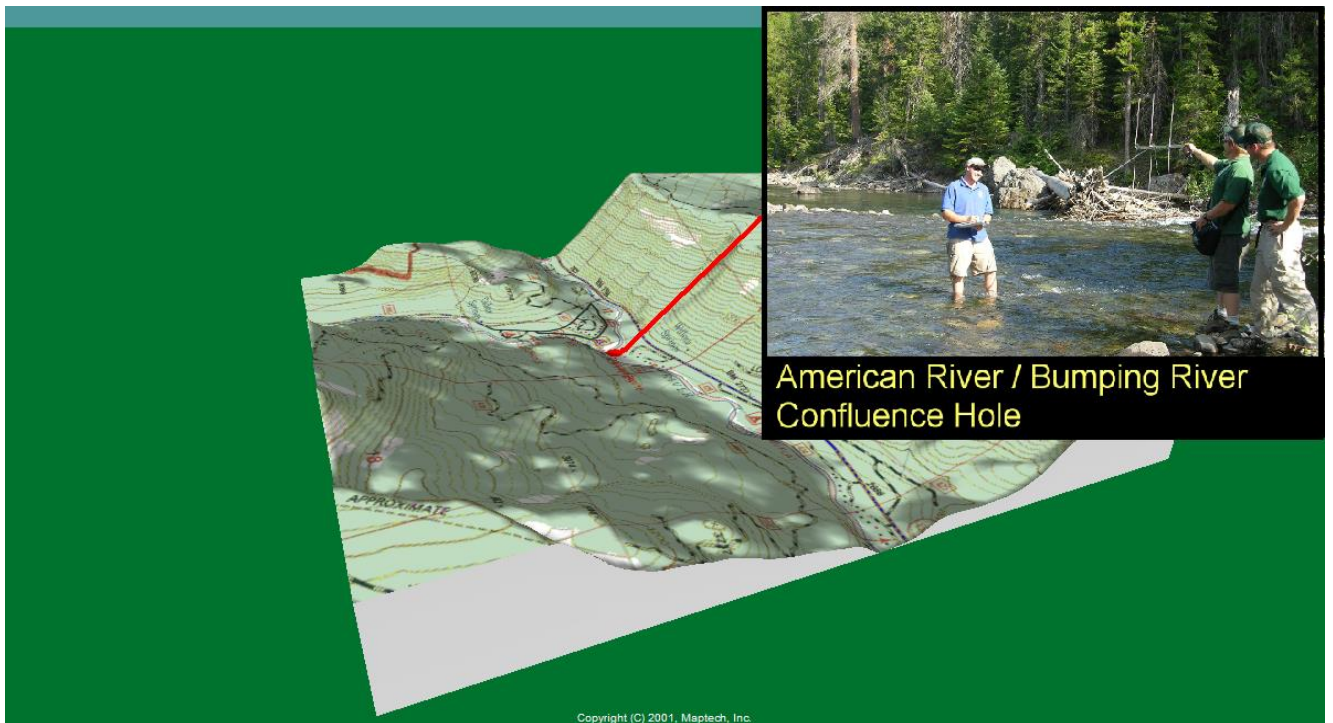 American River / Bumping River
Confluence Hole
APPROXIMATE
Copyright (C) 2001, Maptech, Inc.